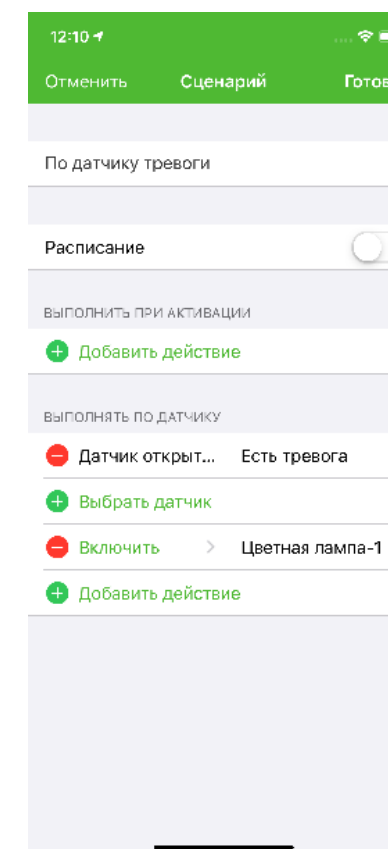 12:10
Отменить Сценарий Готов
По датчику тревоги
Расписание
ВЫПОЛНИТЬ ПРИ АКТИВАЦИИ
Добавить действие
ВЫПОЛНЯТЬ ПО ДАТЧИКУ
Датчик открыт... Есть тревога
Выбрать датчик
Включить > Цветная лампа-1
Добавить действие